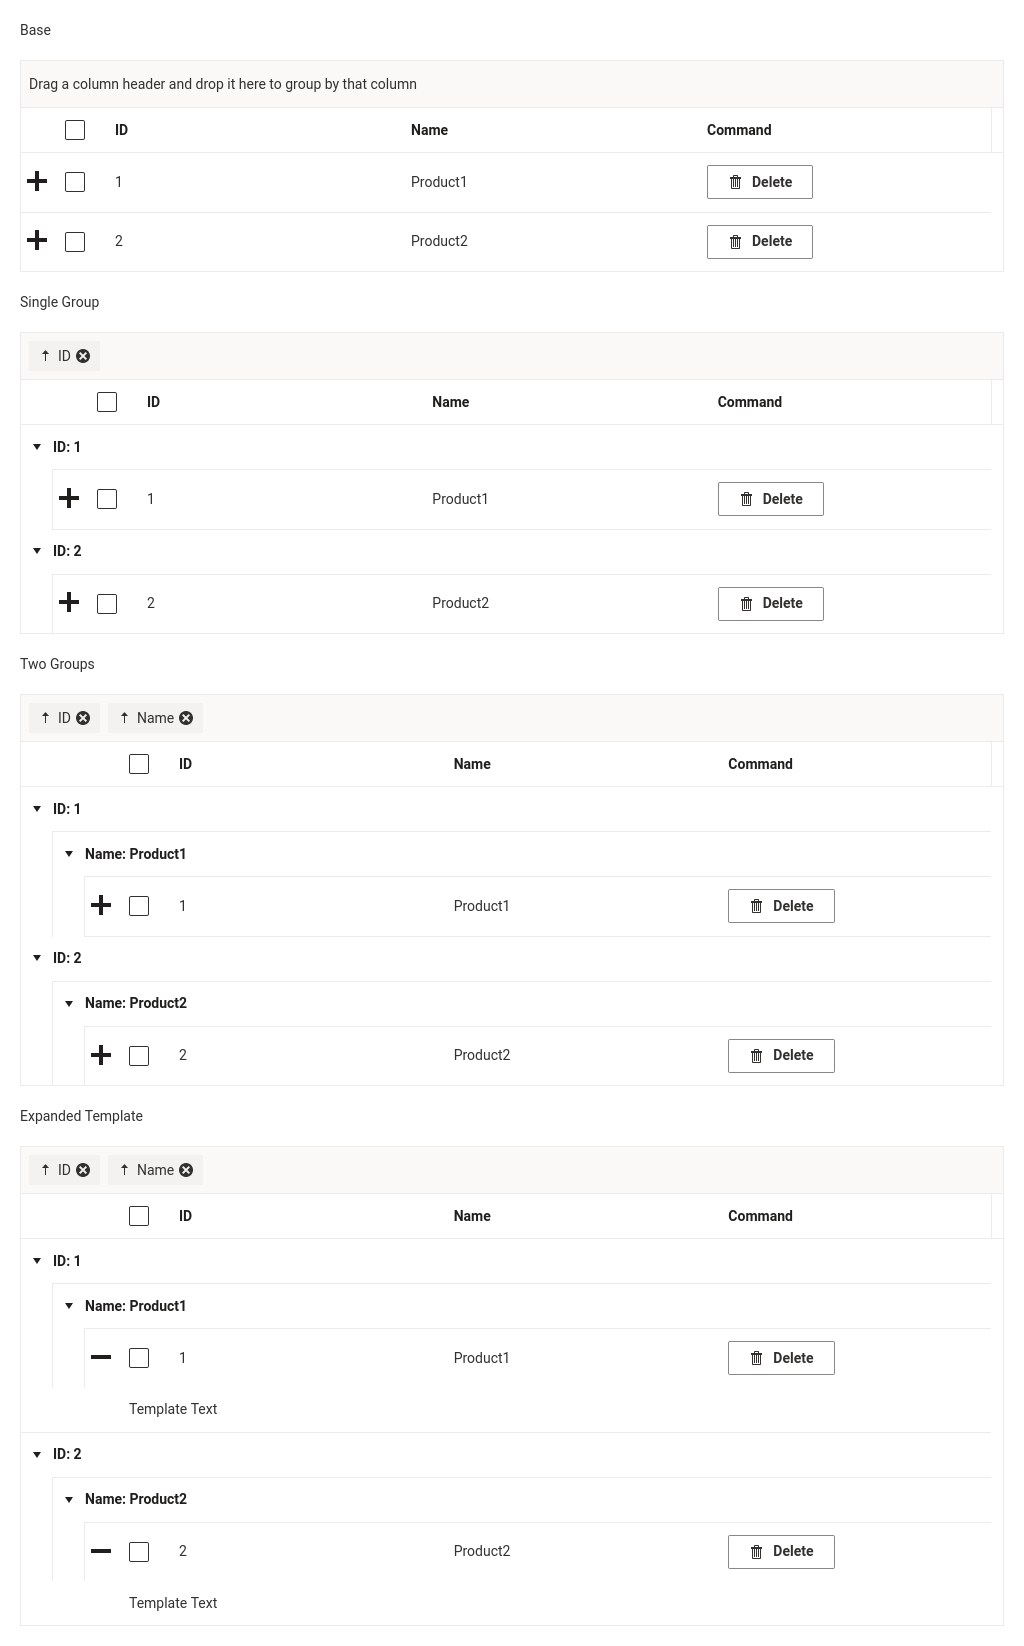 Base
Drag a column header and drop it here to group by that column
ID Name Command
1 Product1 Delete
2 Product2 Delete
Single Group
ID
ID Name Command
ID: 1
1 Product1 Delete
ID: 2
2 Product2 Delete
Two Groups
ID Name
ID Name Command
ID: 1
Name: Product1
1 Product1 Delete
ID: 2
Name: Product2
2 Product2 Delete
Expanded Template
ID Name
ID Name Command
ID: 1
Name: Product1
1 Product1 Delete
Template Text
ID: 2
Name: Product2
2 Product2 Delete
Template Text